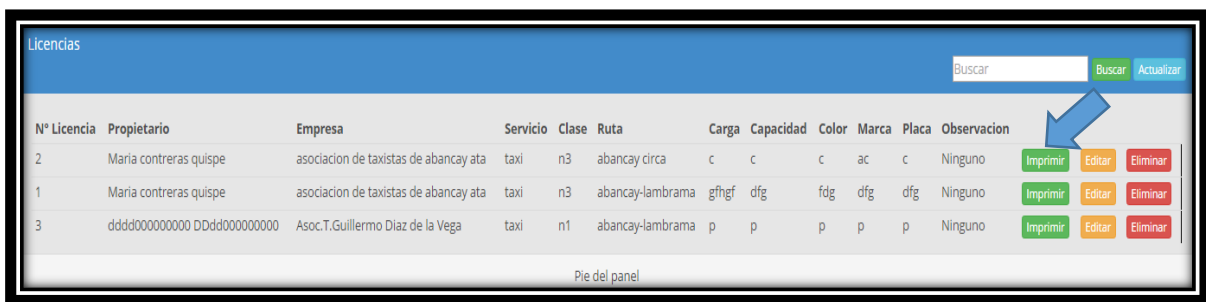 Licencias
Buscar Buscar Actualizar
Nº Licencia Propietario Empresa Servicio Clase Ruta Carga Capacidad Color Marca Placa Observacion
2 Maria contreras quispe asociacion de taxistas de abancay ata taxi n3 abancay circa c c c ac c Ninguno Imprimir Editar Eliminar
1 Maria contreras quispe asociacion de taxistas de abancay ata taxi n3 abancay-lambrama gfhgf dfg fdg dfg dfg Ninguno Imprimir Editar Eliminar
3 dddd000000000 DDdd000000000 Asoc.T.Guillermo Diaz de la Vega taxi n1 abancay-lambrama p p p p p Ninguno Imprimir Editar Eliminar
Pie del panel